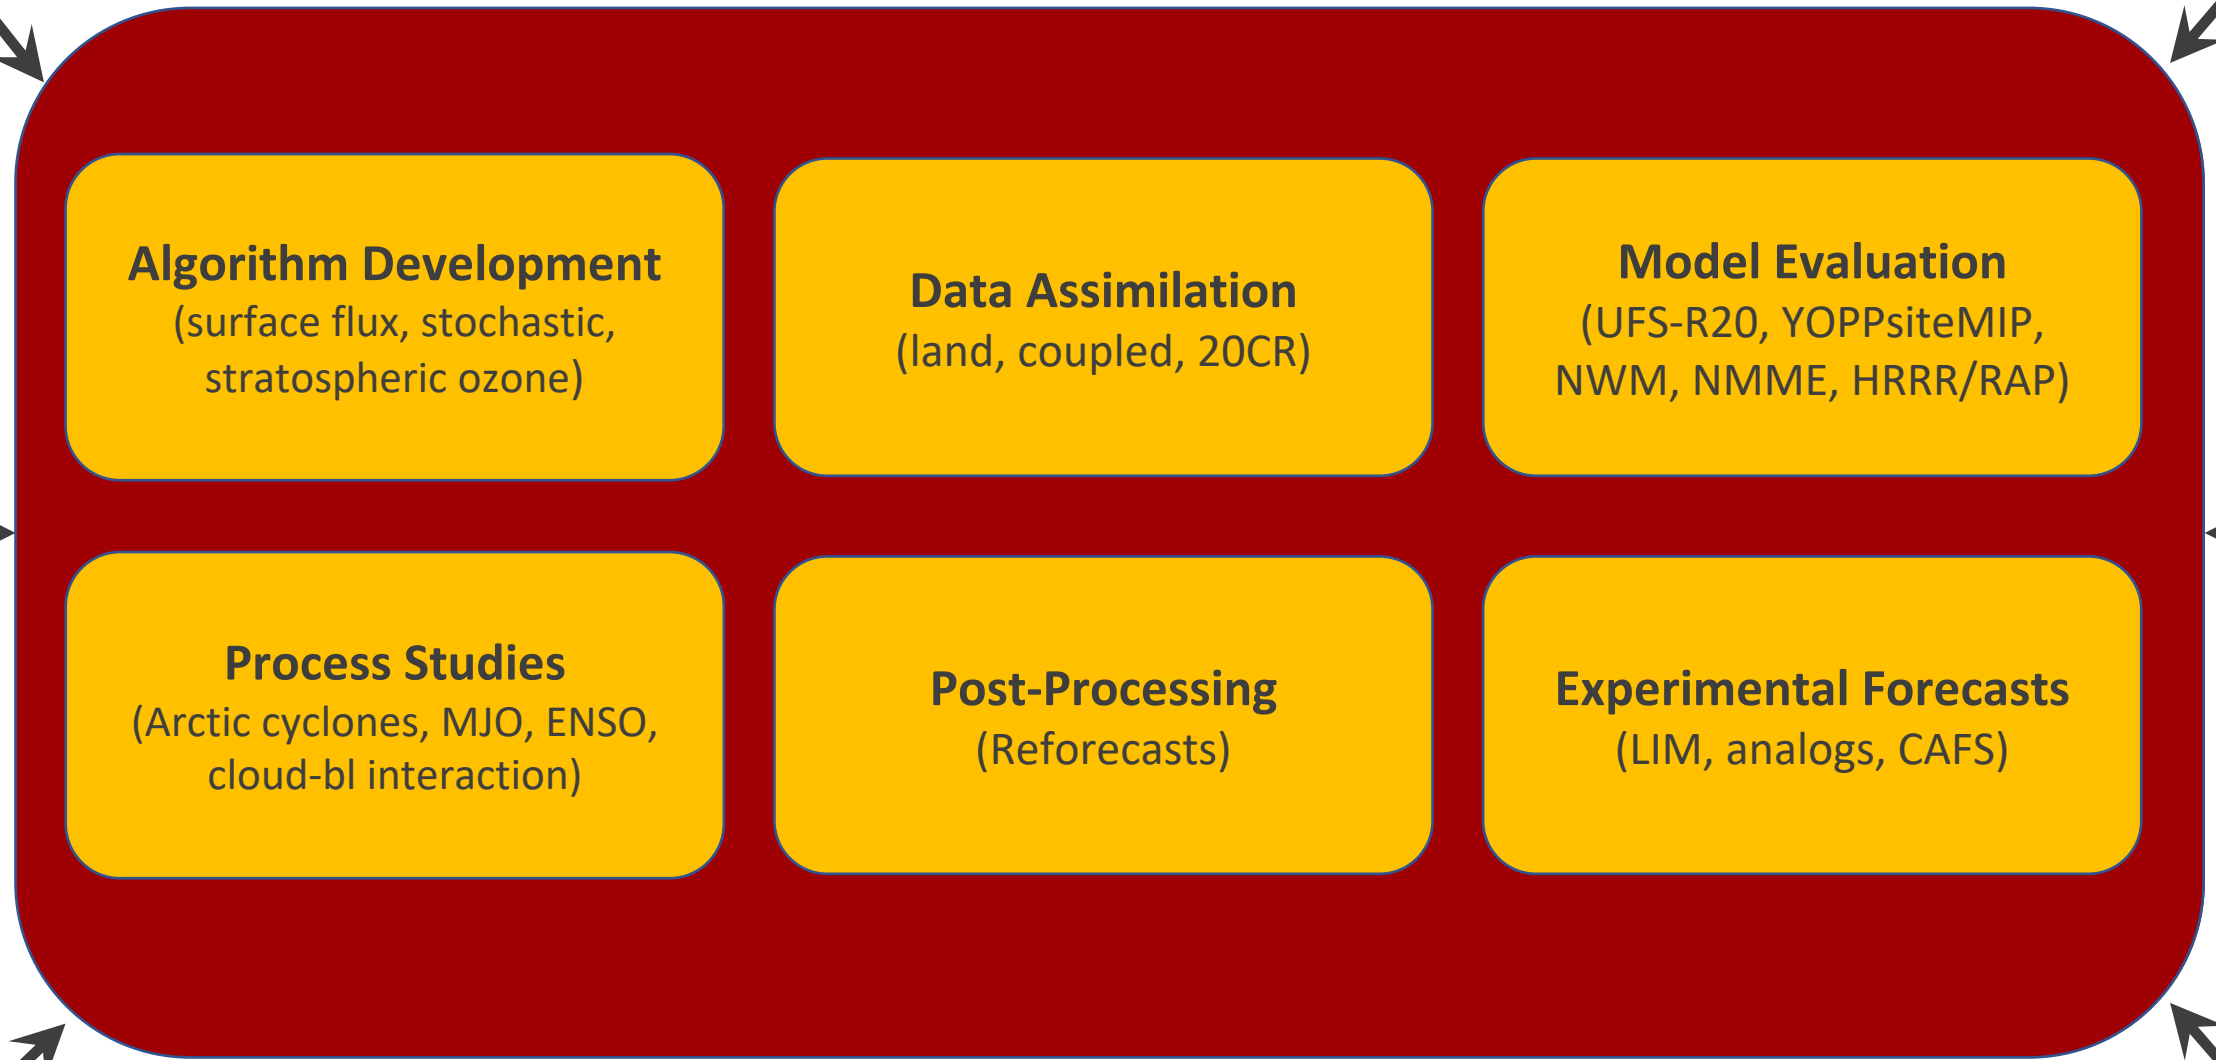 Algorithm Development
(surface flux, stochastic,
stratospheric ozone)
Data Assimilation
(land, coupled, 20CR)
Model Evaluation
(UFS-R20, YOPPsiteMIP,
NWM, NMME, HRRR/RAP)
Process Studies
(Arctic cyclones, MJO, ENSO,
cloud-bl interaction)
Post-Processing
(Reforecasts)
Experimental Forecasts
(LIM, analogs, CAFS)